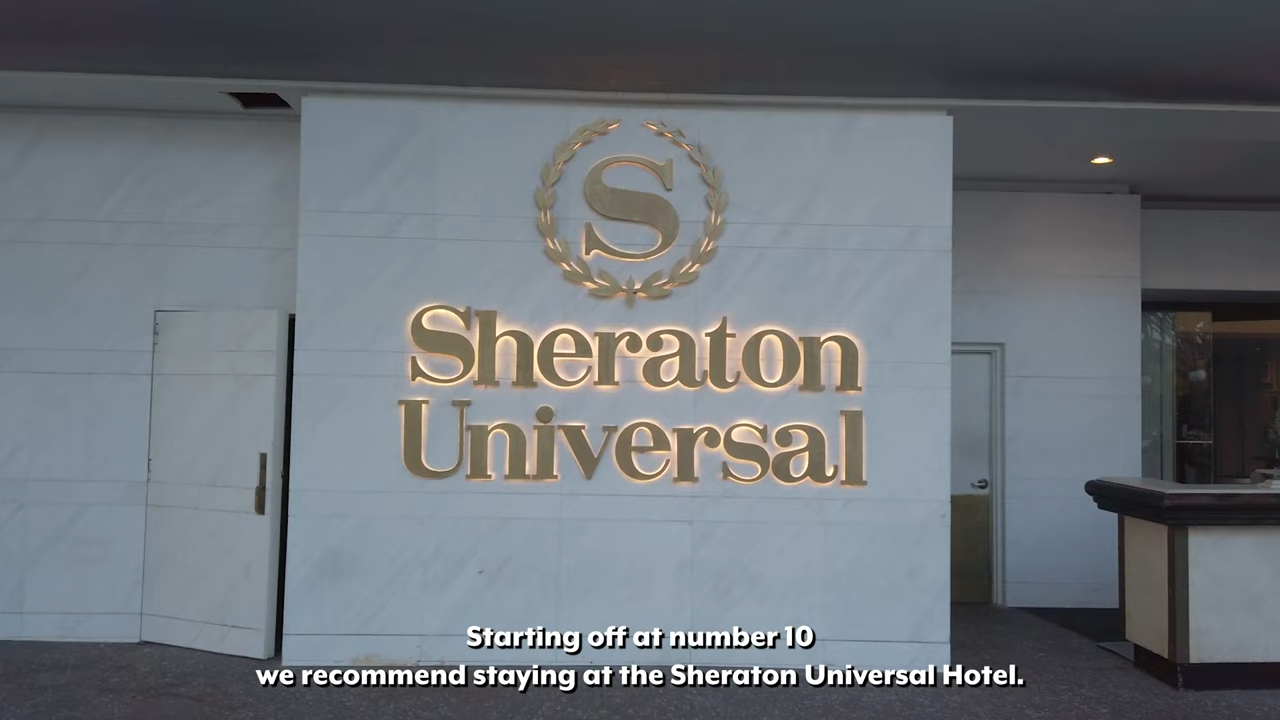 S
Sheraton
Universal
Starting off at number 10
we recommend staying at the Sheraton Universal Hotel.